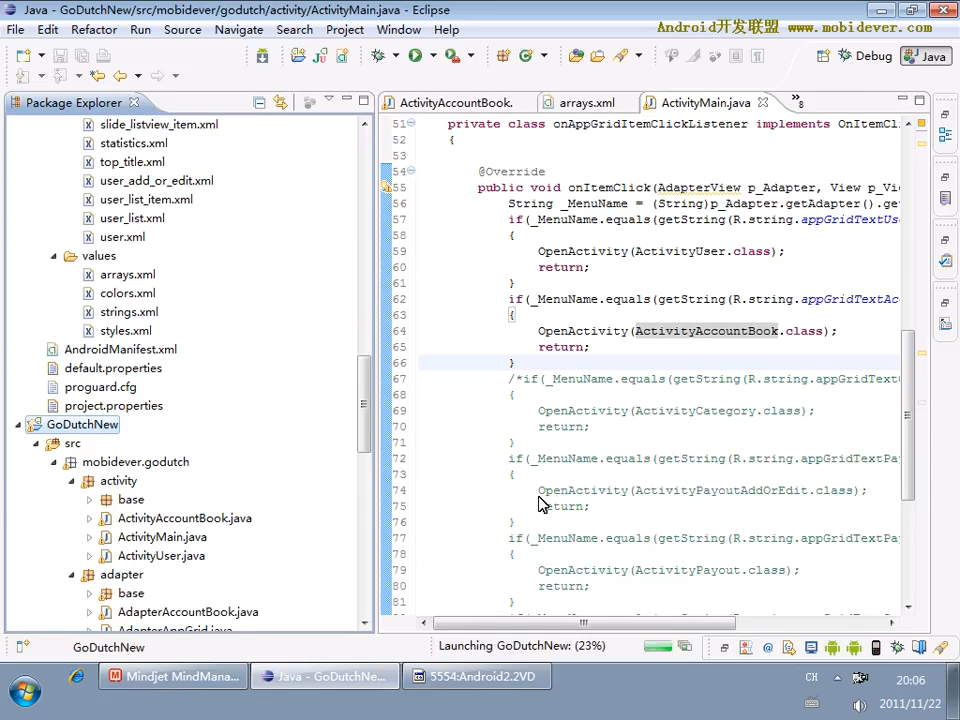 Java - GoDutchNew/src/mobidever/godutch/activity/ActivityMain.java - Eclipse
File Edit Refactor Run Source Navigate Search Project Window Help
Android开发联盟 www.mobidever.com
Debug Java
Package Explorer
ActivityAccountBook. arrays.xml ActivityMain.java »8
slide_listview_item.xml
statistics.xml
top_title.xml
user_add_or_edit.xml
user_list_item.xml
user_list.xml
user.xml
values
arrays.xml
colors.xml
strings.xml
styles.xml
AndroidManifest.xml
default.properties
proguard.cfg
project.properties
GoDutchNew
src
mobidever.godutch
activity
base
ActivityAccountBook.java
ActivityMain.java
ActivityUser.java
adapter
base
AdapterAccountBook.java
AdapterAppGrid.java
51 private class onAppGridItemClickListener implements OnItemCl
52 {
53
54 @Override
55 public void onItemClick(AdapterView p_Adapter, View p_Vi
56 String _MenuName = (String)p_Adapter.getAdapter().ge
57 if(_MenuName.equals(getString(R.string.appGridTextUs
58 {
59 OpenActivity(ActivityUser.class);
60 return;
61 }
62 if(_MenuName.equals(getString(R.string.appGridTextAc
63 {
64 OpenActivity(ActivityAccountBook.class);
65 return;
66 }
67 /*if(_MenuName.equals(getString(R.string.appGridText
68 {
69 OpenActivity(ActivityCategory.class);
70 return;
71 }
72 if(_MenuName.equals(getString(R.string.appGridTextPa
73 {
74 OpenActivity(ActivityPayoutAddOrEdit.class);
75 return;
76 }
77 if(_MenuName.equals(getString(R.string.appGridTextPa
78 {
79 OpenActivity(ActivityPayout.class);
80 return;
81 }
GoDutchNew
Launching GoDutchNew: (23%)
Mindjet MindMana... Java - GoDutchNe... 5554:Android2.2VD
CH
20:06
2011/11/22